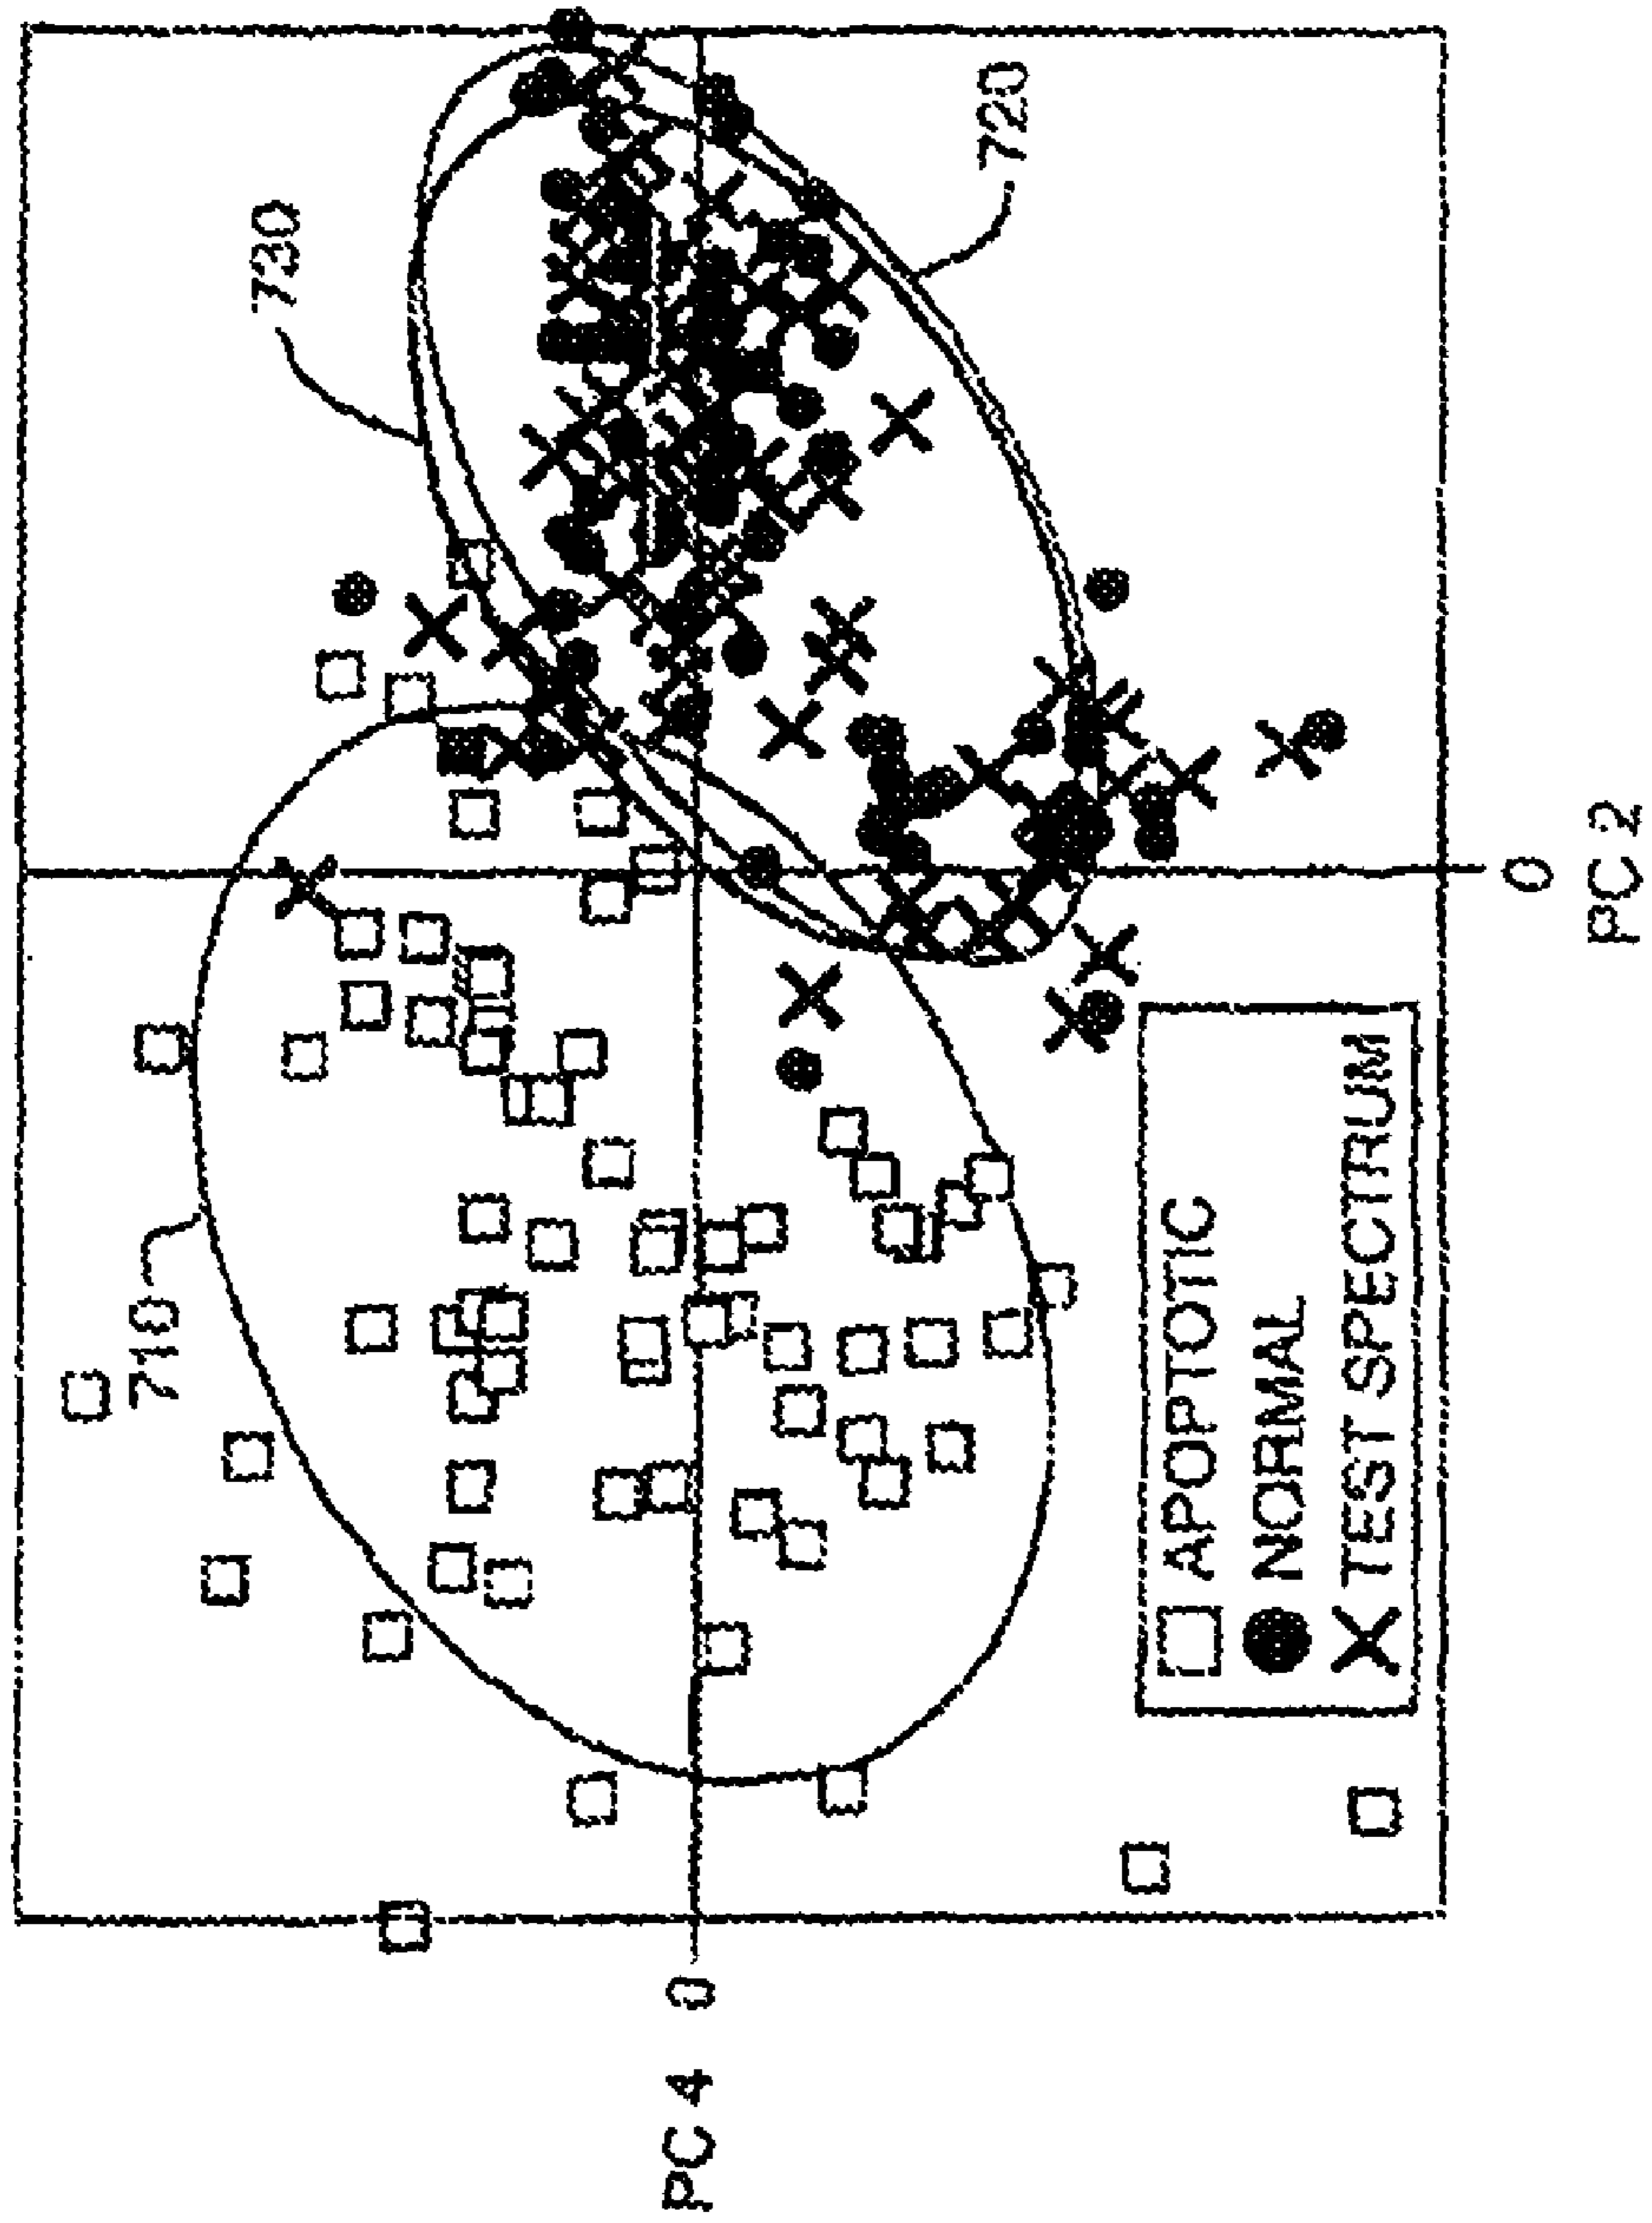 730
720
710
PC 4
0
0
PC 2
APOPTOTIC
NORMAL
TEST SPECTRUM